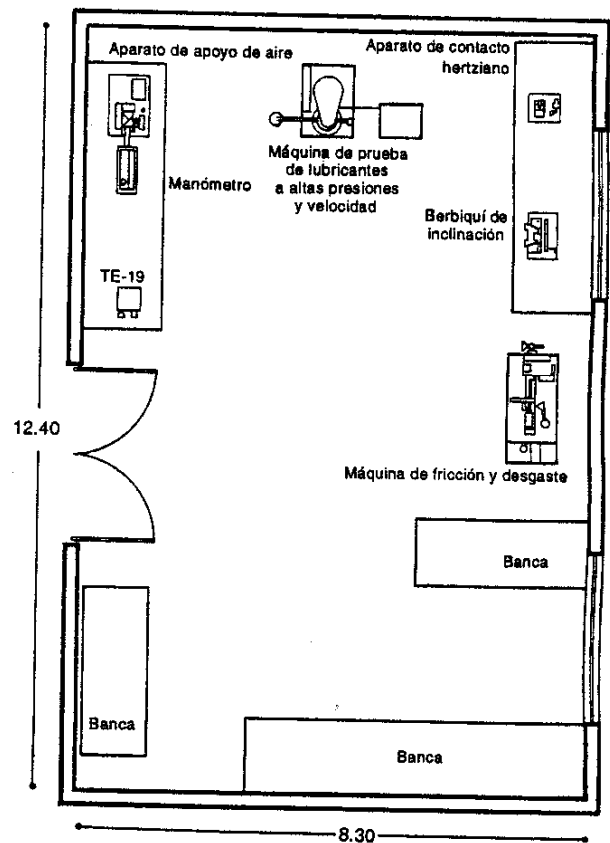 Aparato de apoyo de aire
Aparato de contacto
hertziano
Máquina de prueba
de lubricantes
a altas presiones
y velocidad
Manómetro
Berbiquí de
inclinación
TE-19
12.40
Máquina de fricción y desgaste
Banca
Banca
Banca
8.30